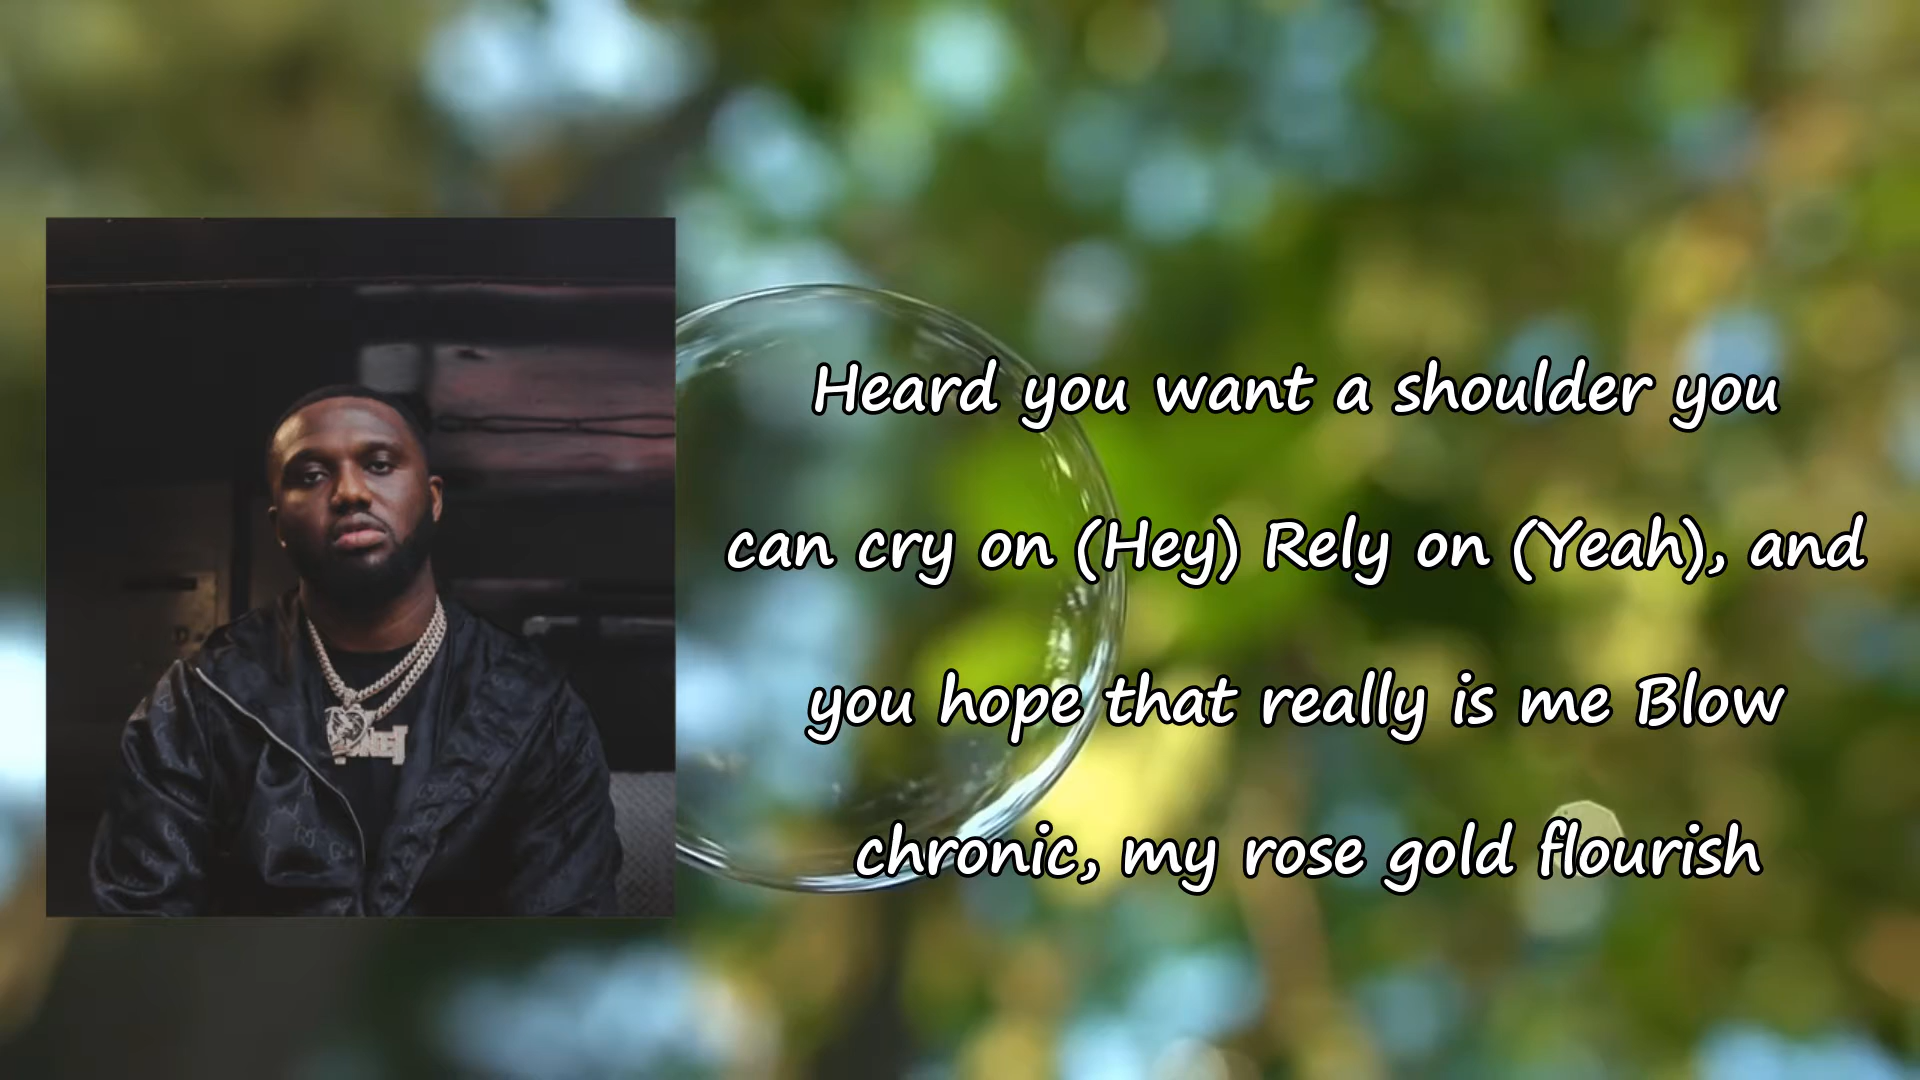 Heard you want a shoulder you
can cry on (Hey) Rely on (Yeah), and
you hope that really is me Blow
chronic, my rose gold flourish